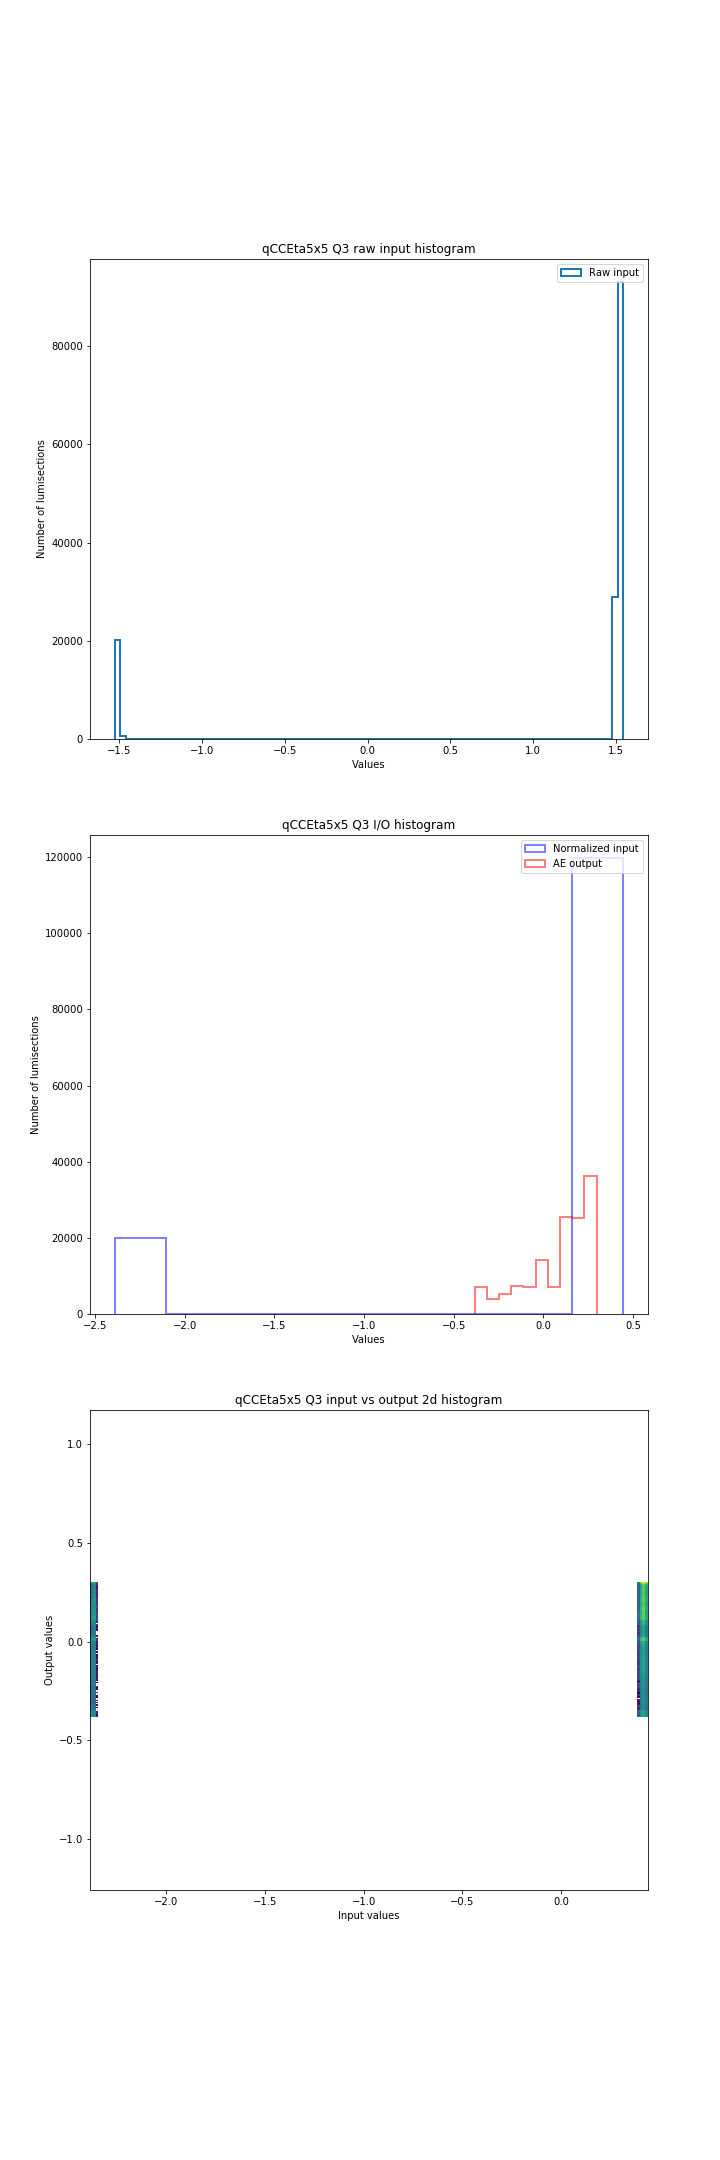 qCCEta5x5 Q3 raw input histogram
Raw input
80000
60000
40000
20000
0
Number of lumisections
−1.5 −1.0 −0.5 0.0 0.5 1.0 1.5
Values
qCCEta5x5 Q3 I/O histogram
Normalized input
AE output
120000
100000
80000
60000
40000
20000
0
Number of lumisections
−2.5 −2.0 −1.5 −1.0 −0.5 0.0 0.5
Values
qCCEta5x5 Q3 input vs output 2d histogram
1.0
0.5
0.0
−0.5
−1.0
Output values
−2.0 −1.5 −1.0 −0.5 0.0
Input values